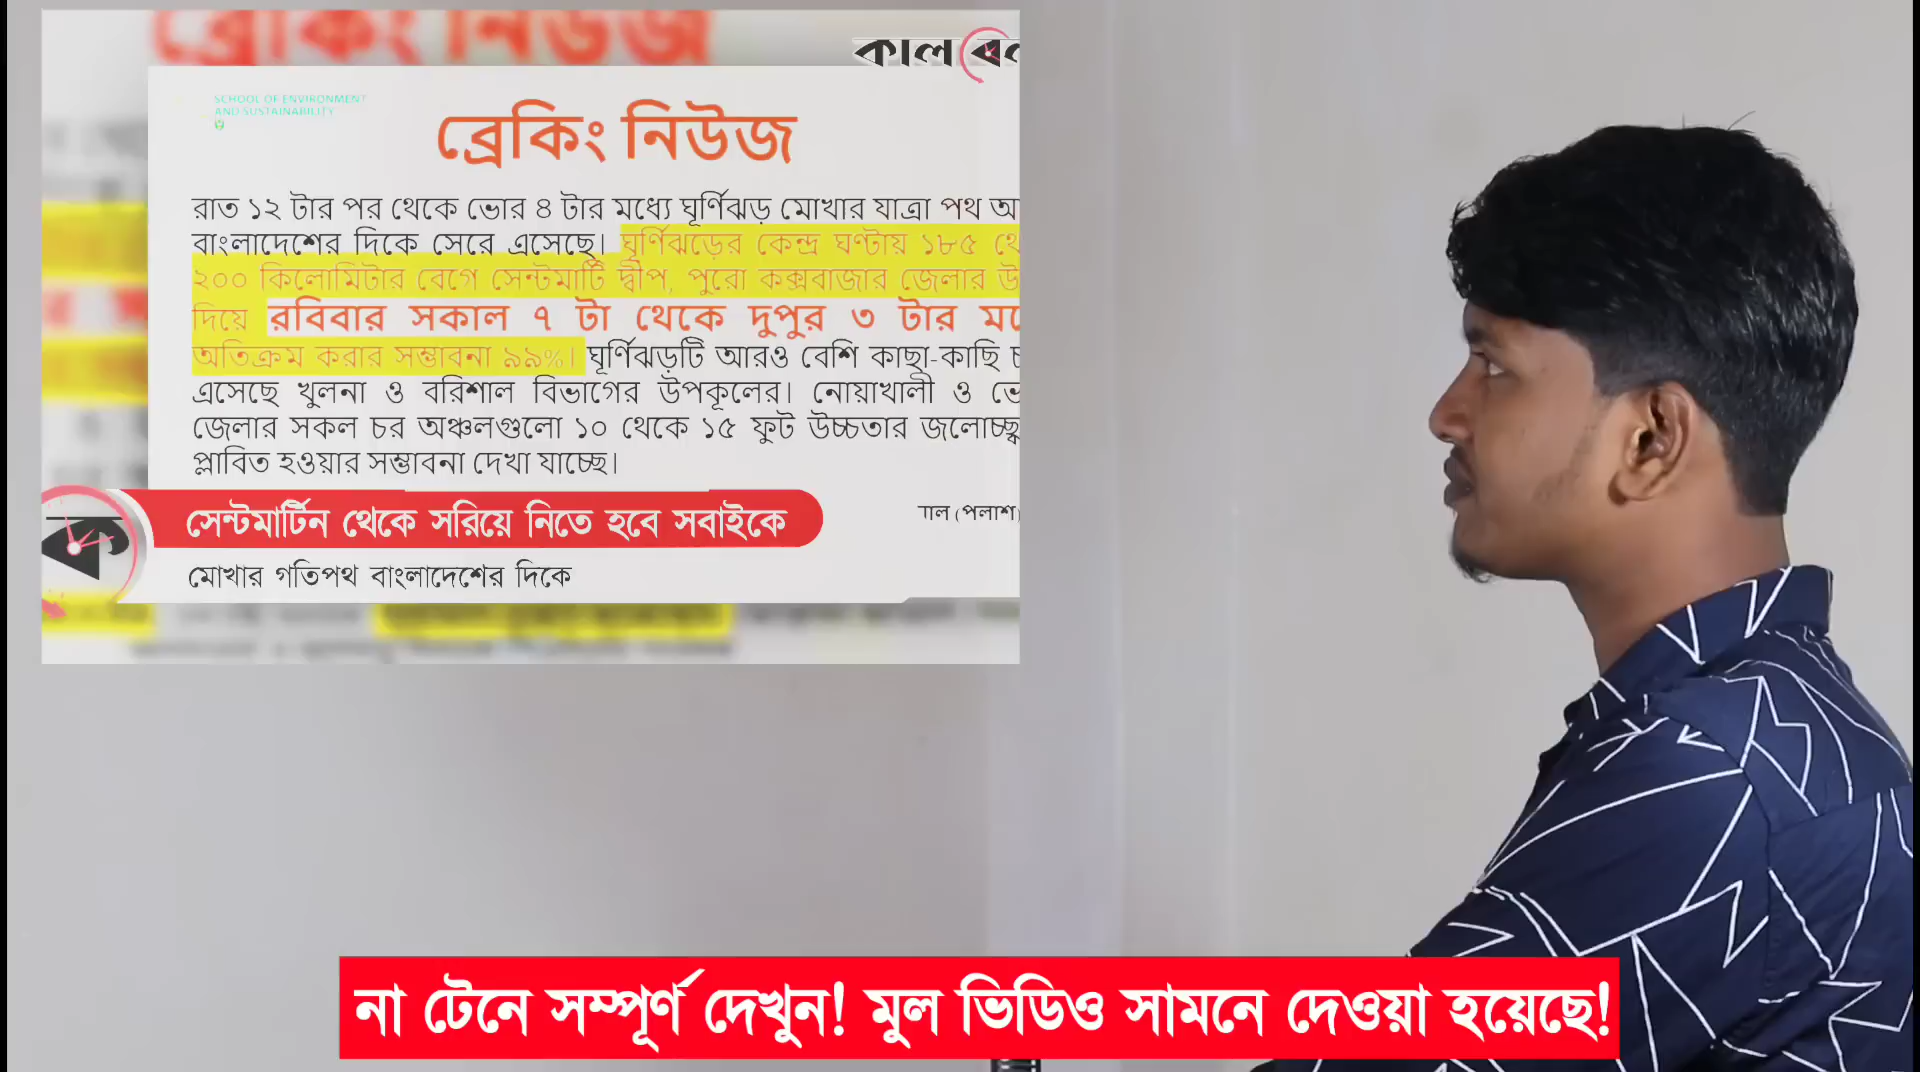 ব্রেকিং নিউজ
কাল
SCHOOL OF ENVIRONMENT
AND SUSTAINABILITY
ব্রেকিং নিউজ
রাত ১২ টার পর থেকে ভোর ৪ টার মধ্যে ঘূর্ণিঝড় মোখার যাত্রা পথ
বাংলাদেশের দিকে সেরে এসেছে। ঘূর্ণিঝড়ের কেন্দ্র ঘণ্টায় ১৮৫
২০০ কিলোমিটার বেগে সেন্টমার্টি দ্বীপ, পুরো কক্সবাজার জেলার
দিয়ে রবিবার সকাল ৭ টা থেকে দুপুর ৩ টার
অতিক্রম করার সম্ভাবনা ৯৯%। ঘূর্ণিঝড়টি আরও বেশি কাছা-কাছি
এসেছে খুলনা ও বরিশাল বিভাগের উপকূলের। নোয়াখালী ও
জেলার সকল চর অঞ্চলগুলো ১০ থেকে ১৫ ফুট উচ্চতার
প্লাবিত হওয়ার সম্ভাবনা দেখা যাচ্ছে।
(পলাশ)
সেন্টমার্টিন থেকে সরিয়ে নিতে হবে সবাইকে
ক
মোখার গতিপথ বাংলাদেশের দিকে
না টেনে সম্পূর্ণ দেখুন! মুল ভিডিও সামনে দেওয়া হয়েছে!